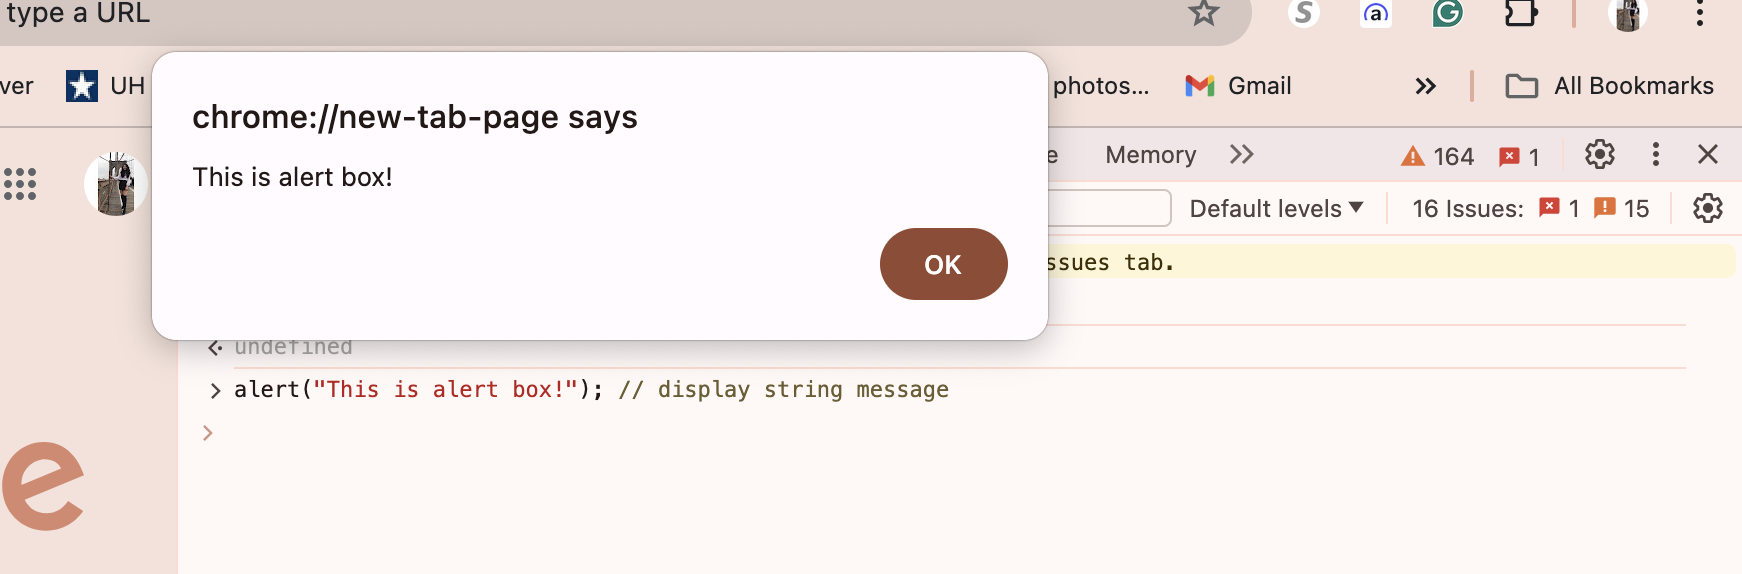 type a URL
ver UH photos... Gmail All Bookmarks
chrome://new-tab-page says
This is alert box!
OK
e Memory 164 1
Default levels 16 Issues: 1 15
ssues tab.
undefined
alert("This is alert box!"); // display string message
e